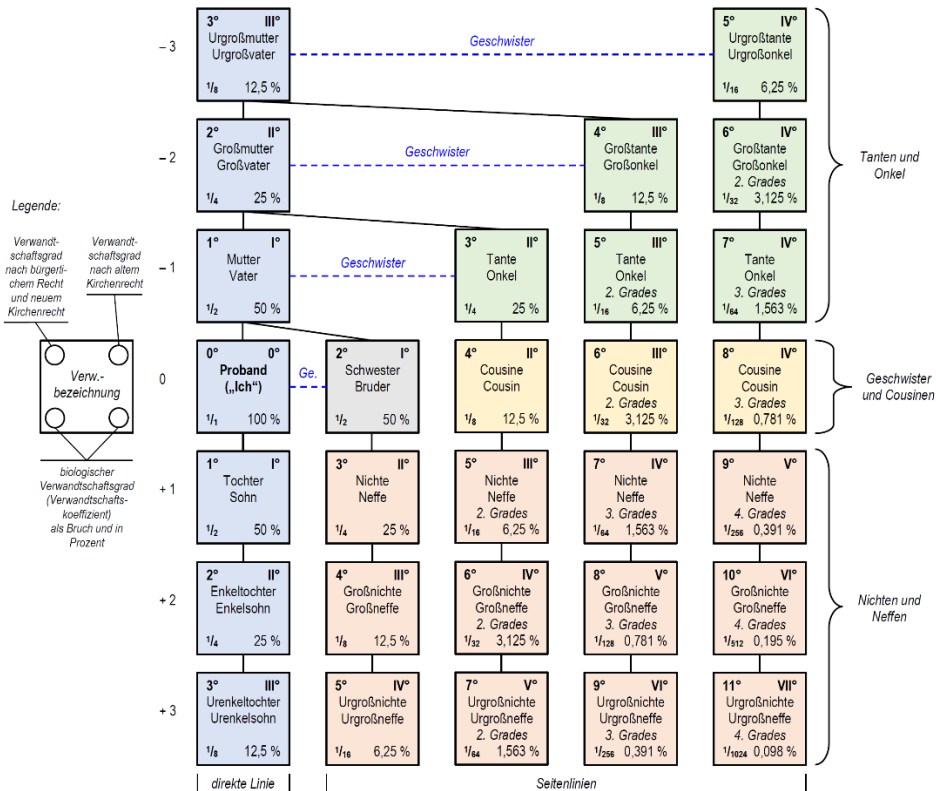 3° III°
Urgroßmutter
Urgroßvater
1/8 12,5 %
– 3
Geschwister
5° IV°
Urgroßtante
Urgroßonkel
1/16 6,25 %
2° II°
Großmutter
Großvater
1/4 25 %
– 2
Geschwister
4° III°
Großtante
Großonkel
1/8 12,5 %
6° IV°
Großtante
Großonkel
2. Grades
1/32 3,125 %
Tanten und
Onkel
Legende:
Verwandt-
schaftsgrad
nach bürgerli-
chem Recht
und neuem
Kirchenrecht
Verwandt-
schaftsgrad
nach altem
Kirchenrecht
Verw.-
bezeichnung
biologischer
Verwandtschaftsgrad
(Verwandtschafts-
koeffizient)
als Bruch und in
Prozent
– 1
1° I°
Mutter
Vater
1/2 50 %
Geschwister
3° II°
Tante
Onkel
1/4 25 %
5° III°
Tante
Onkel
2. Grades
1/16 6,25 %
7° IV°
Tante
Onkel
3. Grades
1/64 1,563 %
0
0° 0°
Proband
(„Ich“)
1/1 100 %
Ge.
2° I°
Schwester
Bruder
1/2 50 %
4° II°
Cousine
Cousin
1/8 12,5 %
6° III°
Cousine
Cousin
2. Grades
1/32 3,125 %
8° IV°
Cousine
Cousin
3. Grades
1/128 0,781 %
Geschwister
und Cousinen
+ 1
1° I°
Tochter
Sohn
1/2 50 %
3° II°
Nichte
Neffe
1/4 25 %
5° III°
Nichte
Neffe
2. Grades
1/16 6,25 %
7° IV°
Nichte
Neffe
3. Grades
1/64 1,563 %
9° V°
Nichte
Neffe
4. Grades
1/256 0,391 %
+ 2
2° II°
Enkeltochter
Enkelsohn
1/4 25 %
4° III°
Großnichte
Großneffe
1/8 12,5 %
6° IV°
Großnichte
Großneffe
2. Grades
1/32 3,125 %
8° V°
Großnichte
Großneffe
3. Grades
1/128 0,781 %
10° VI°
Großnichte
Großneffe
4. Grades
1/512 0,195 %
Nichten und
Neffen
+ 3
3° III°
Urenkeltochter
Urenkelsohn
1/8 12,5 %
5° IV°
Urgroßnichte
Urgroßneffe
1/16 6,25 %
7° V°
Urgroßnichte
Urgroßneffe
2. Grades
1/64 1,563 %
9° VI°
Urgroßnichte
Urgroßneffe
3. Grades
1/256 0,391 %
11° VII°
Urgroßnichte
Urgroßneffe
4. Grades
1/1024 0,098 %
direkte Linie
Seitenlinien